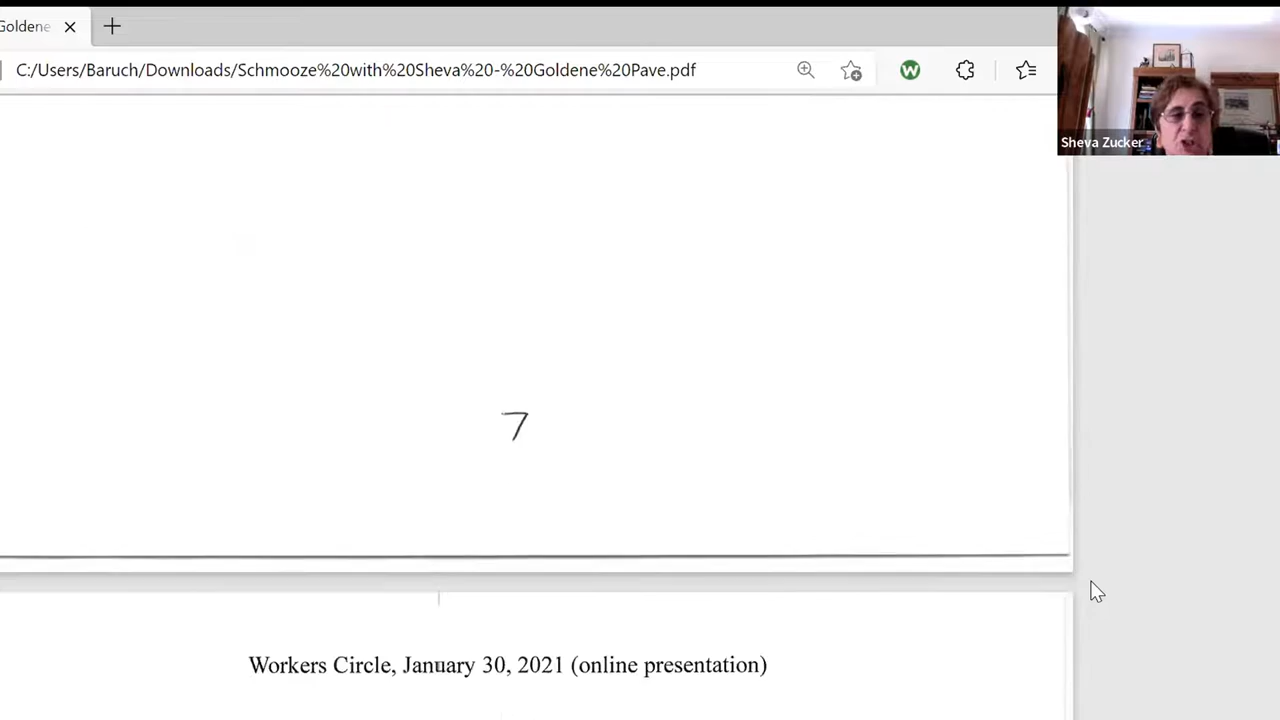 Goldene
C:/Users/Baruch/Downloads/Schmooze%20with%20Sheva%20-%20Goldene%20Pave.pdf
W
Sheva Zucker
7
Workers Circle, January 30, 2021 (online presentation)